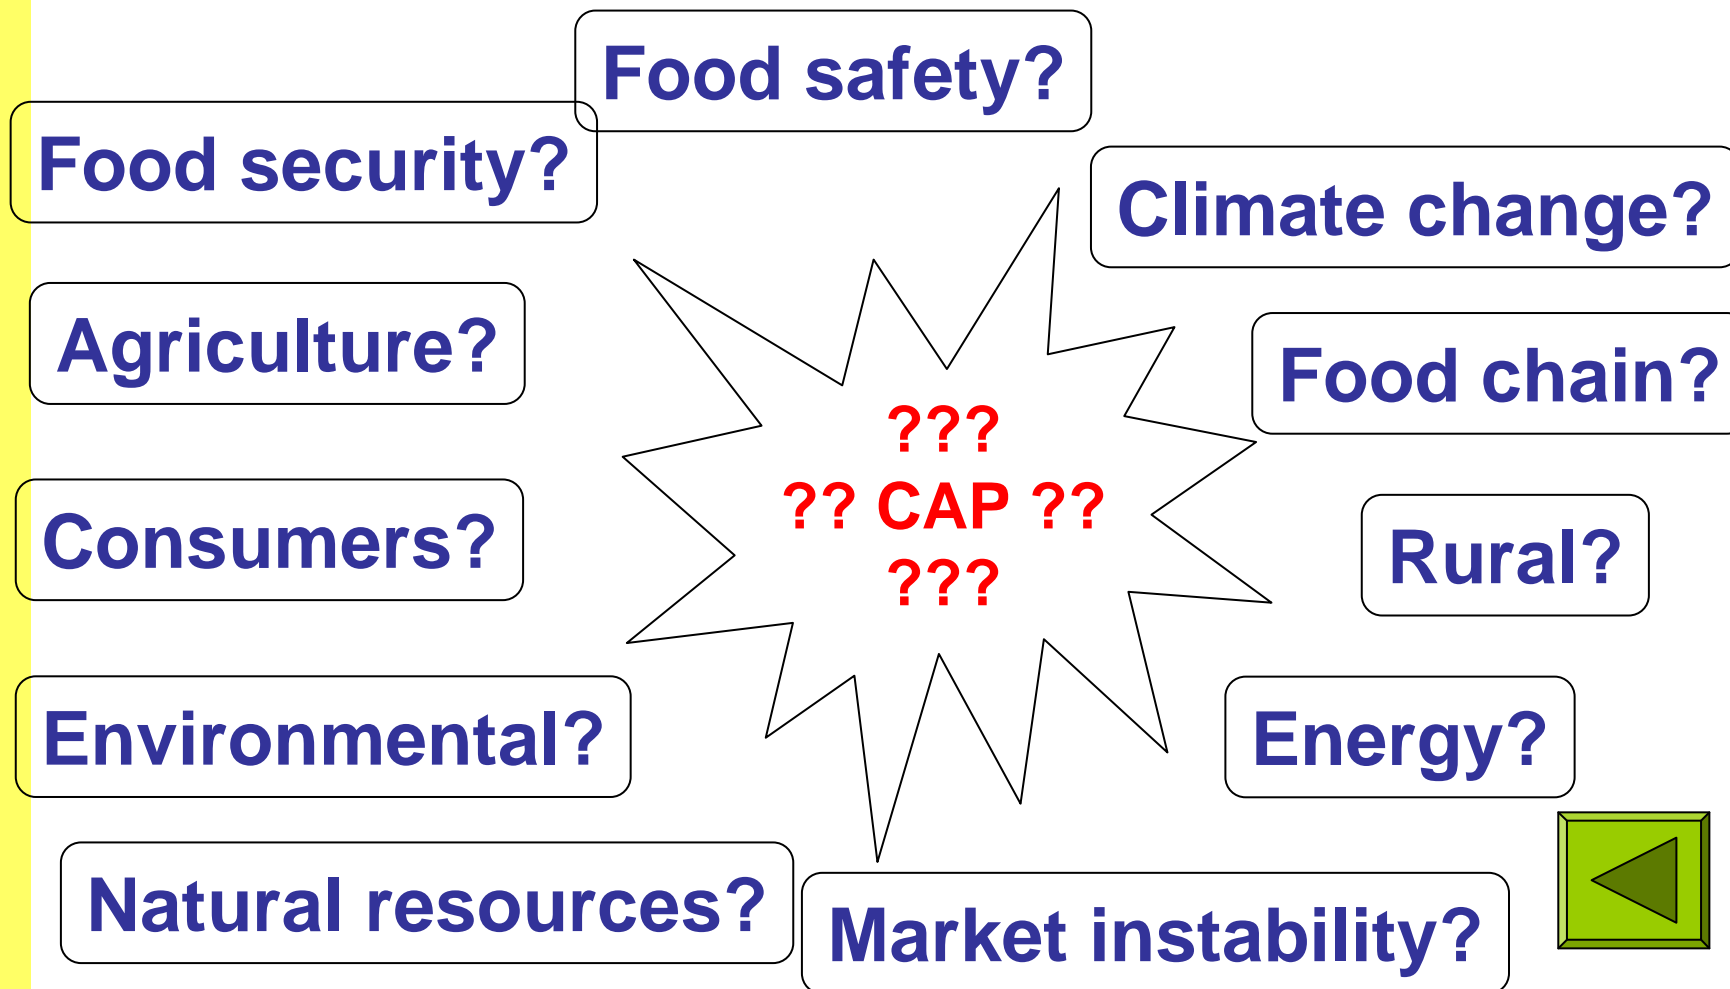 Food safety?
Food security?
Climate change?
Agriculture?
Food chain?
???
?? CAP ??
???
Consumers?
Rural?
Environmental?
Energy?
Natural resources?
Market instability?